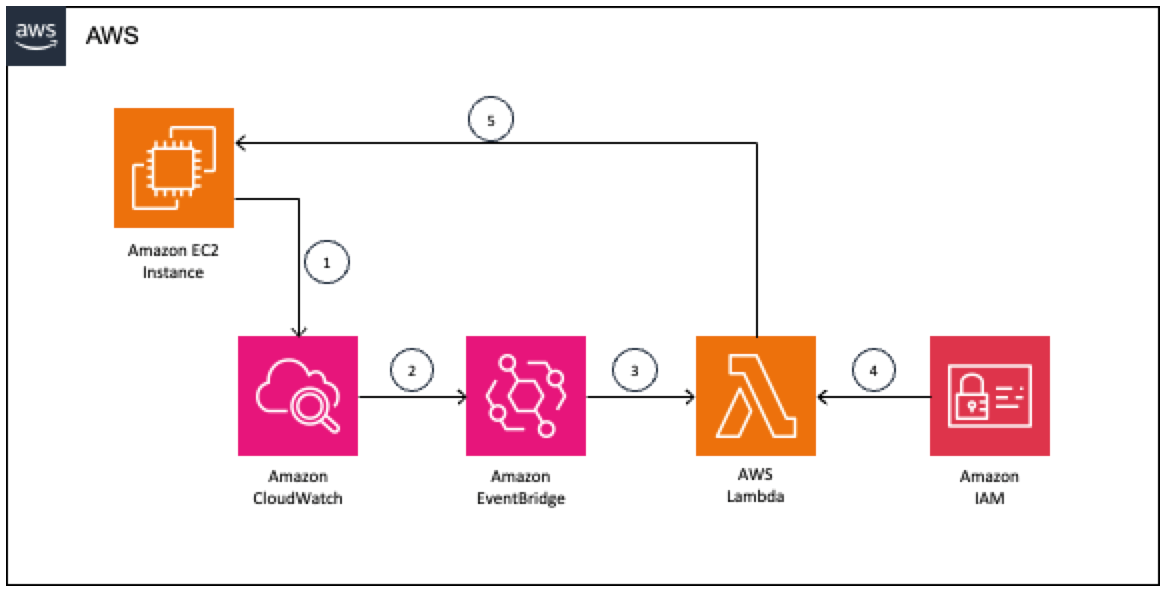 aws
AWS
5
Amazon EC2
Instance
1
2
3
4
Amazon
CloudWatch
Amazon
EventBridge
AWS
Lambda
Amazon
IAM